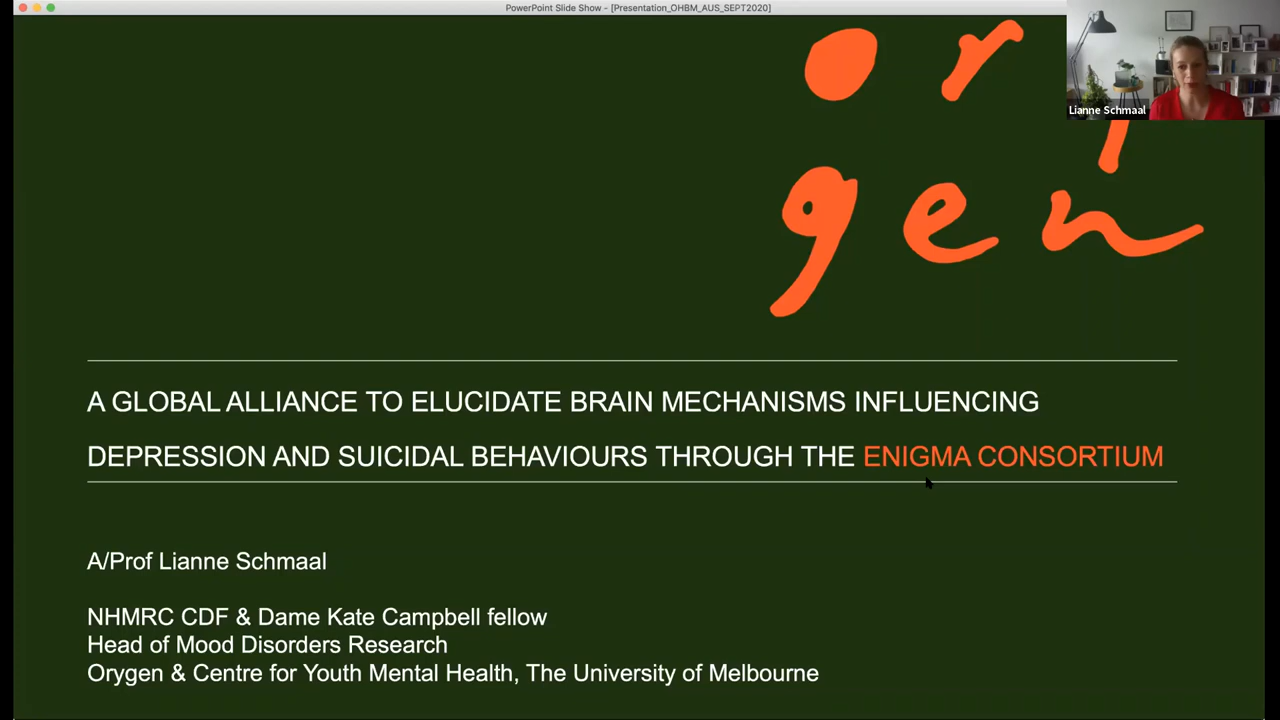 PowerPoint Slide Show - [Presentation_OHBM_AUS_SEPT2020]
Lianne Schmaal
o r y
g e n
A GLOBAL ALLIANCE TO ELUCIDATE BRAIN MECHANISMS INFLUENCING
DEPRESSION AND SUICIDAL BEHAVIOURS THROUGH THE ENIGMA CONSORTIUM
A/Prof Lianne Schmaal
NHMRC CDF & Dame Kate Campbell fellow
Head of Mood Disorders Research
Orygen & Centre for Youth Mental Health, The University of Melbourne